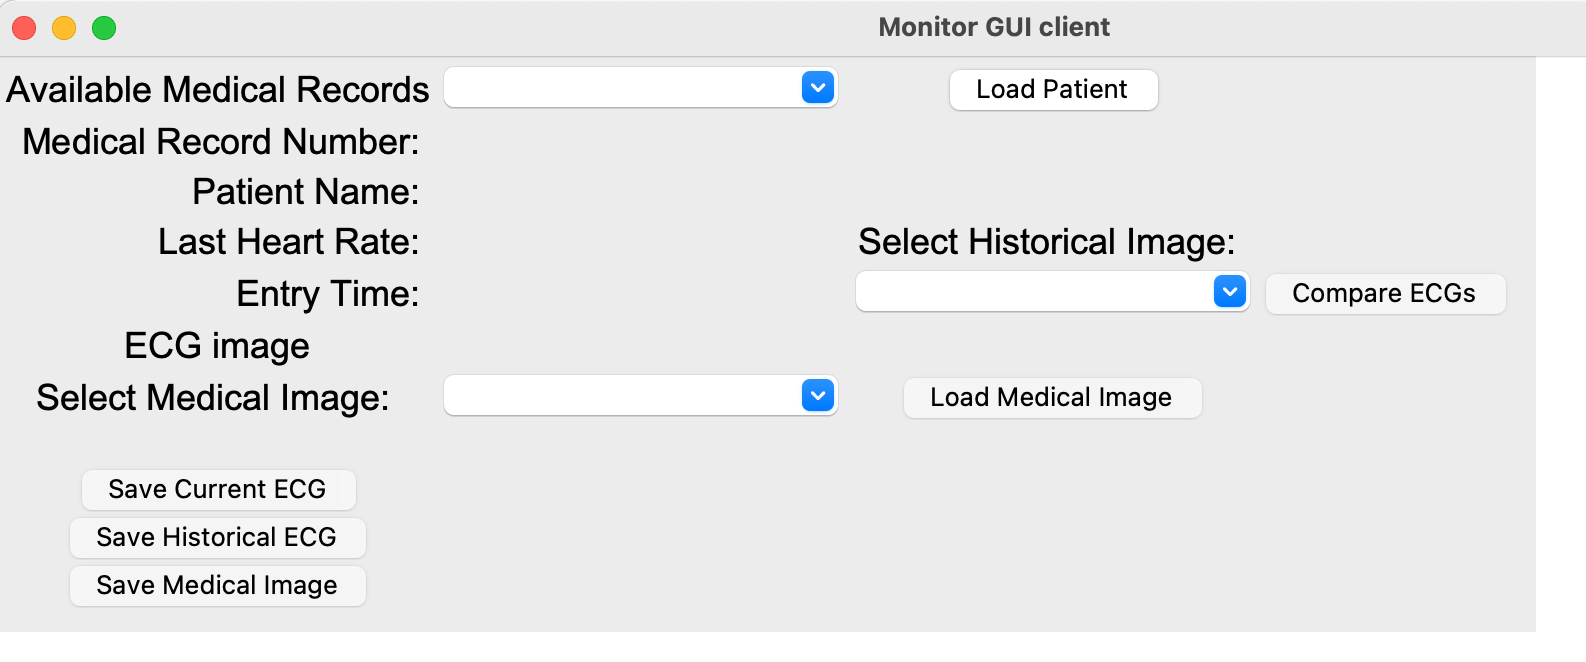 Monitor GUI client
Available Medical Records
Load Patient
Medical Record Number:
Patient Name:
Last Heart Rate:
Select Historical Image:
Entry Time:
Compare ECGs
ECG image
Select Medical Image:
Load Medical Image
Save Current ECG
Save Historical ECG
Save Medical Image